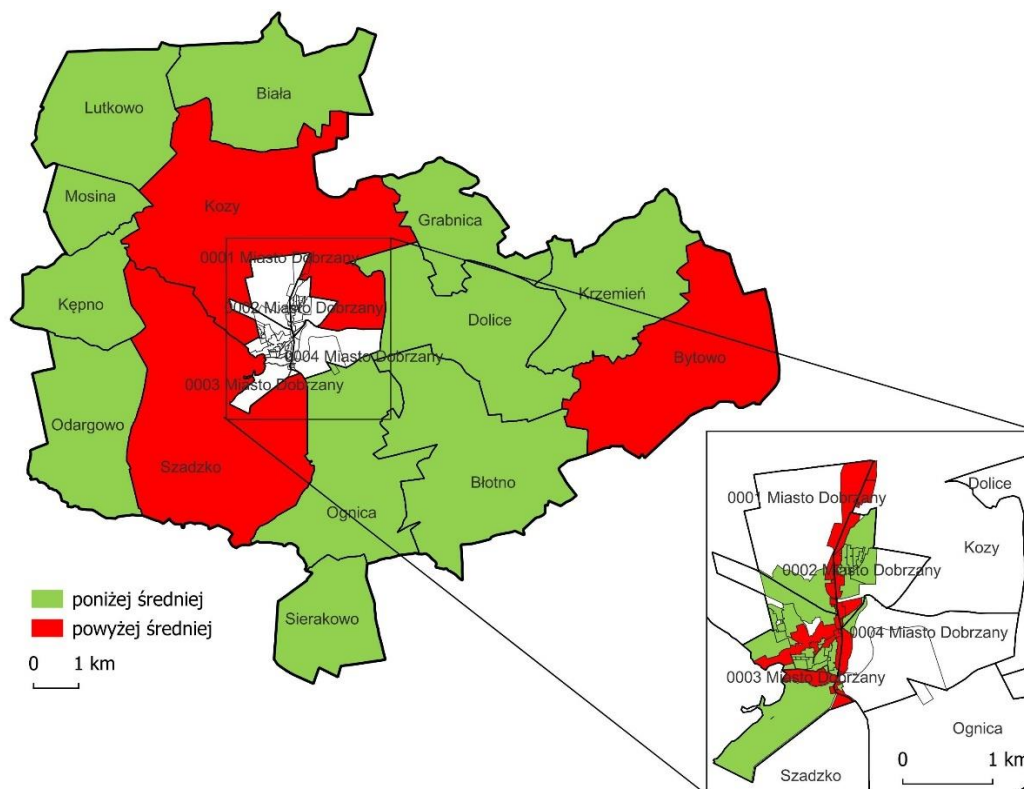 Lutkowo
Biała
Mosina
Kozy
Grabnica
0001 Miasto Dobrzany
Kępno
Krzemień
0002 Miasto Dobrzany
Dolice
0004 Miasto Dobrzany
Bytowo
0003 Miasto Dobrzany
Odargowo
Szadzko
Błotno
Ognica
Sierakowo
poniżej średniej
powyżej średniej
0 1 km
Dolice
0001 Miasto Dobrzany
Kozy
0002 Miasto Dobrzany
0004 Miasto Dobrzany
0003 Miasto Dobrzany
Ognica
0 1 km
Szadzko